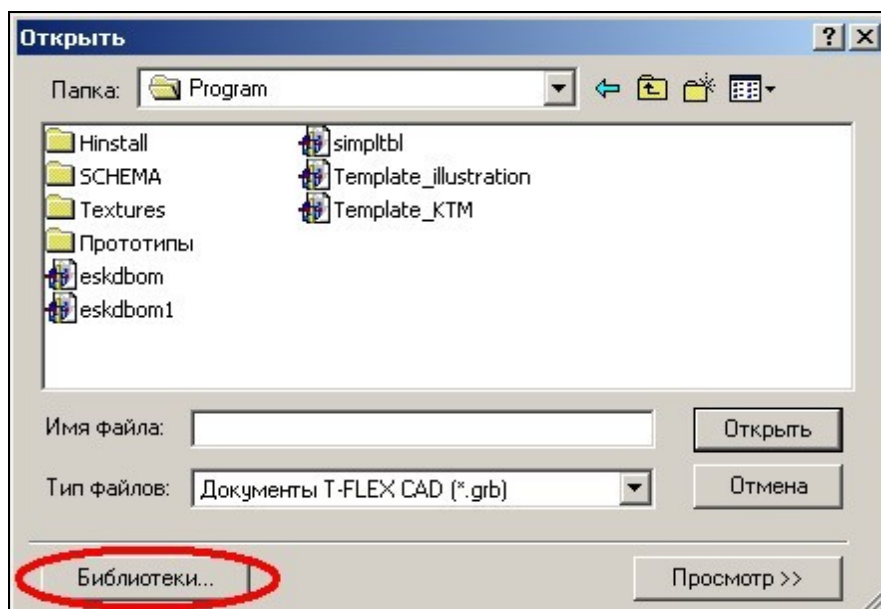 Открыть
Папка: Program
Hinstall
SCHEMA
Textures
Прототипы
eskdbom
eskdbom1
simpltbl
Template_illustration
Template_KTM
Имя файла: Открыть
Тип файлов: Документы T-FLEX CAD (*.grb) Отмена
Библиотеки... Просмотр >>